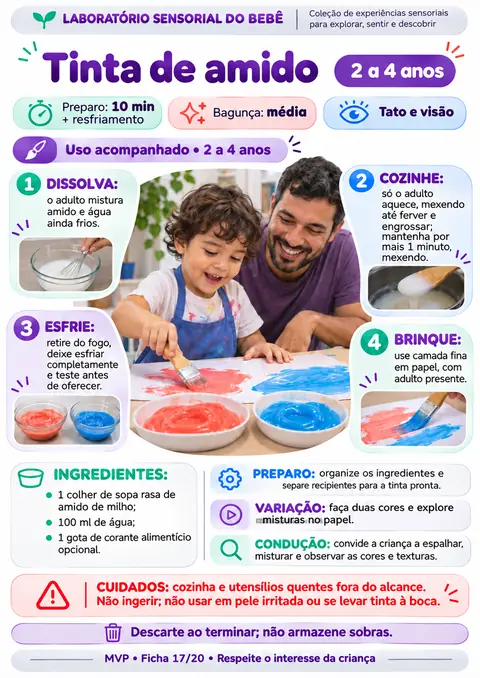 LABORATÓRIO SENSORIAL DO BEBÊ
Coleção de experiências sensoriais
para explorar, sentir e descobrir
Tinta de amido
2 a 4 anos
Preparo: 10 min
+ resfriamento
Bagunça: média
Tato e visão
Uso acompanhado • 2 a 4 anos
1 DISSOLVA:
o adulto mistura
amido e água
ainda frios.
2 COZINHE:
só o adulto
aquece, mexendo
até ferver e
engrossar;
mantenha por
mais 1 minuto,
mexendo.
3 ESFRIE:
retire do fogo,
deixe esfriar
completamente
e teste antes
de oferecer.
4 BRINQUE:
use camada fina
em papel, com
adulto presente.
INGREDIENTES:
• 1 colher de sopa rasa de
amido de milho;
• 100 ml de água;
• 1 gota de corante alimentício
opcional.
PREPARO: organize os ingredientes e
separe recipientes para a tinta pronta.
VARIAÇÃO: faça duas cores e explore
misturas no papel.
CONDUÇÃO: convide a criança a espalhar,
misturar e observar as cores e texturas.
CUIDADOS: cozinha e utensílios quentes fora do alcance.
Não ingerir; não usar em pele irritada ou se levar tinta à boca.
Descarte ao terminar; não armazene sobras.
MVP • Ficha 17/20 • Respeite o interesse da criança